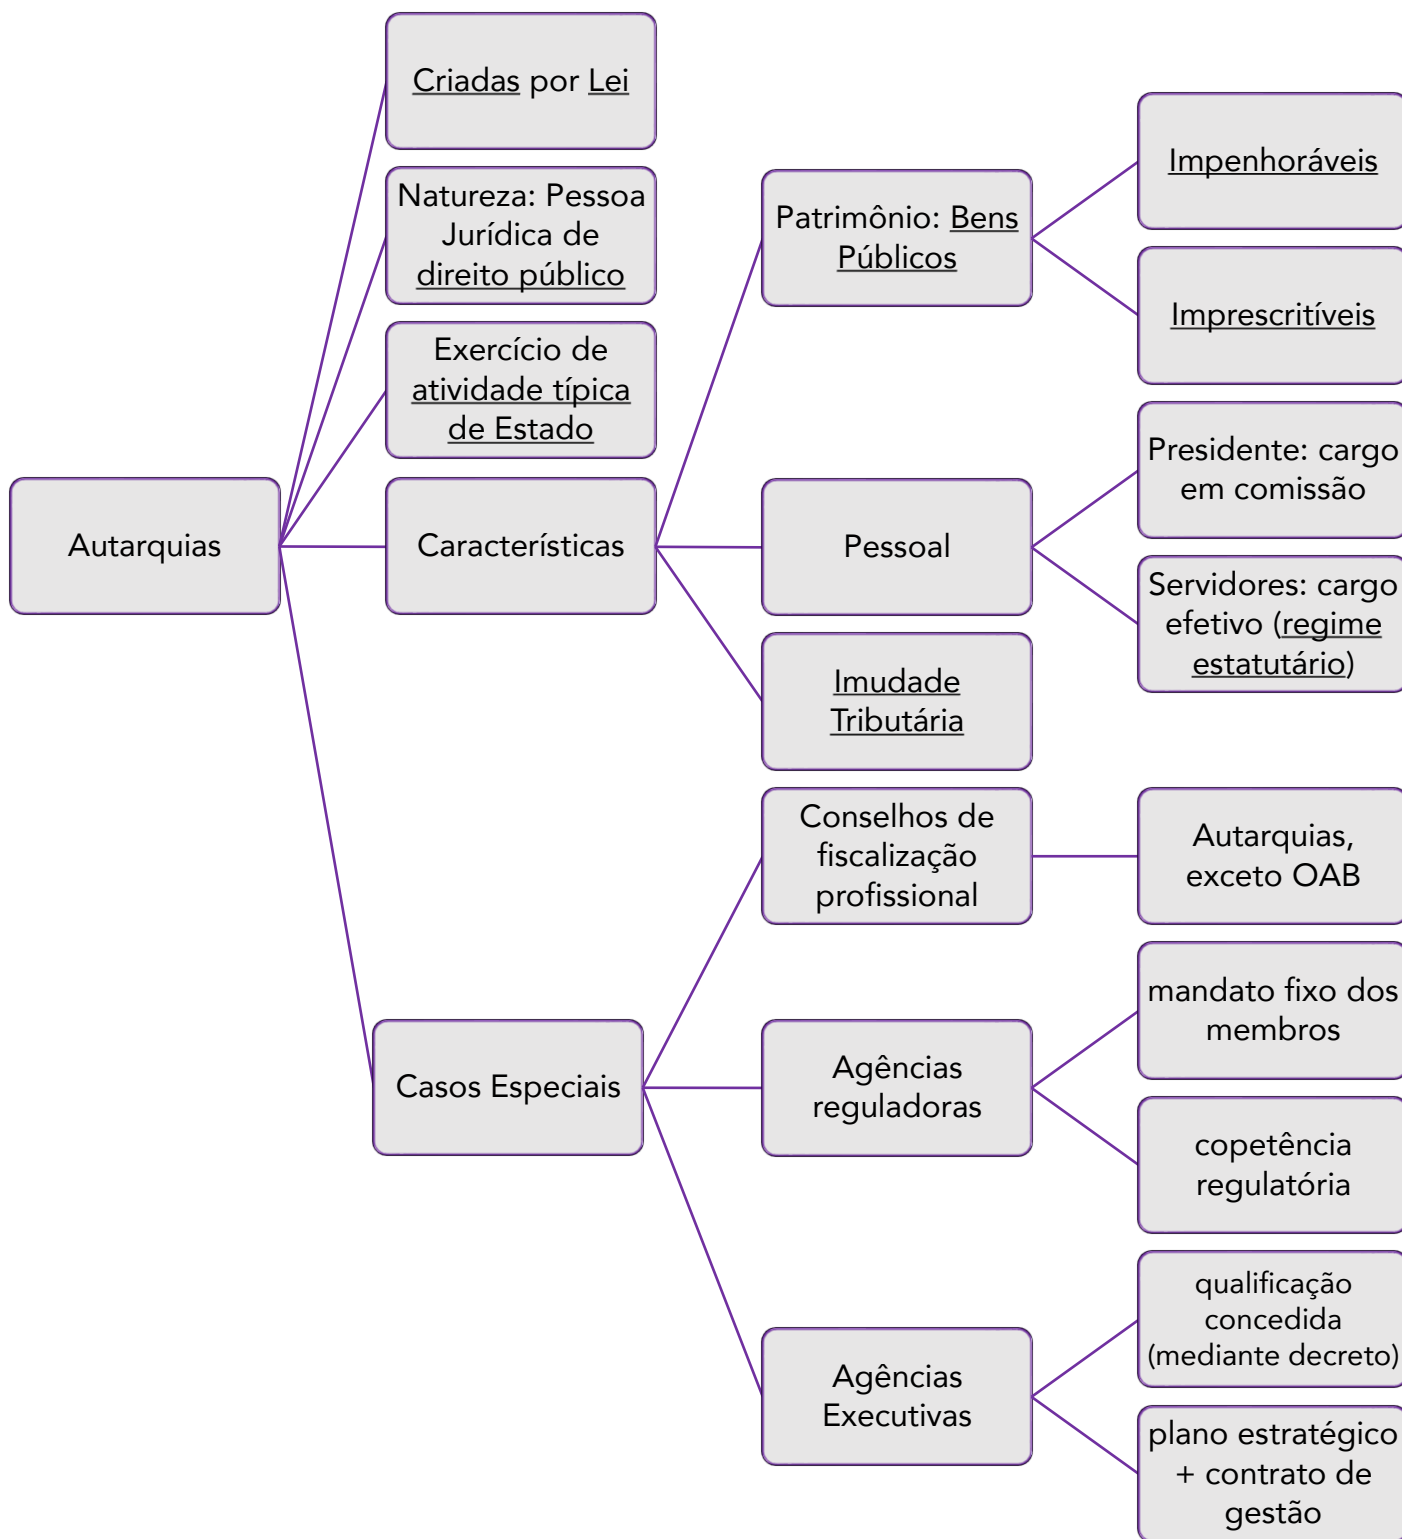 Autarquias
Criadas por Lei
Natureza: Pessoa
Jurídica de
direito público
Exercício de
atividade típica
de Estado
Características
Patrimônio: Bens
Públicos
Impenhoráveis
Imprescritíveis
Pessoal
Presidente: cargo
em comissão
Servidores: cargo
efetivo (regime
estatutário)
Imudade
Tributária
Casos Especiais
Conselhos de
fiscalização
profissional
Autarquias,
exceto OAB
Agências
reguladoras
mandato fixo dos
membros
copetência
regulatória
Agências
Executivas
qualificação
concedida
(mediante decreto)
plano estratégico
+ contrato de
gestão